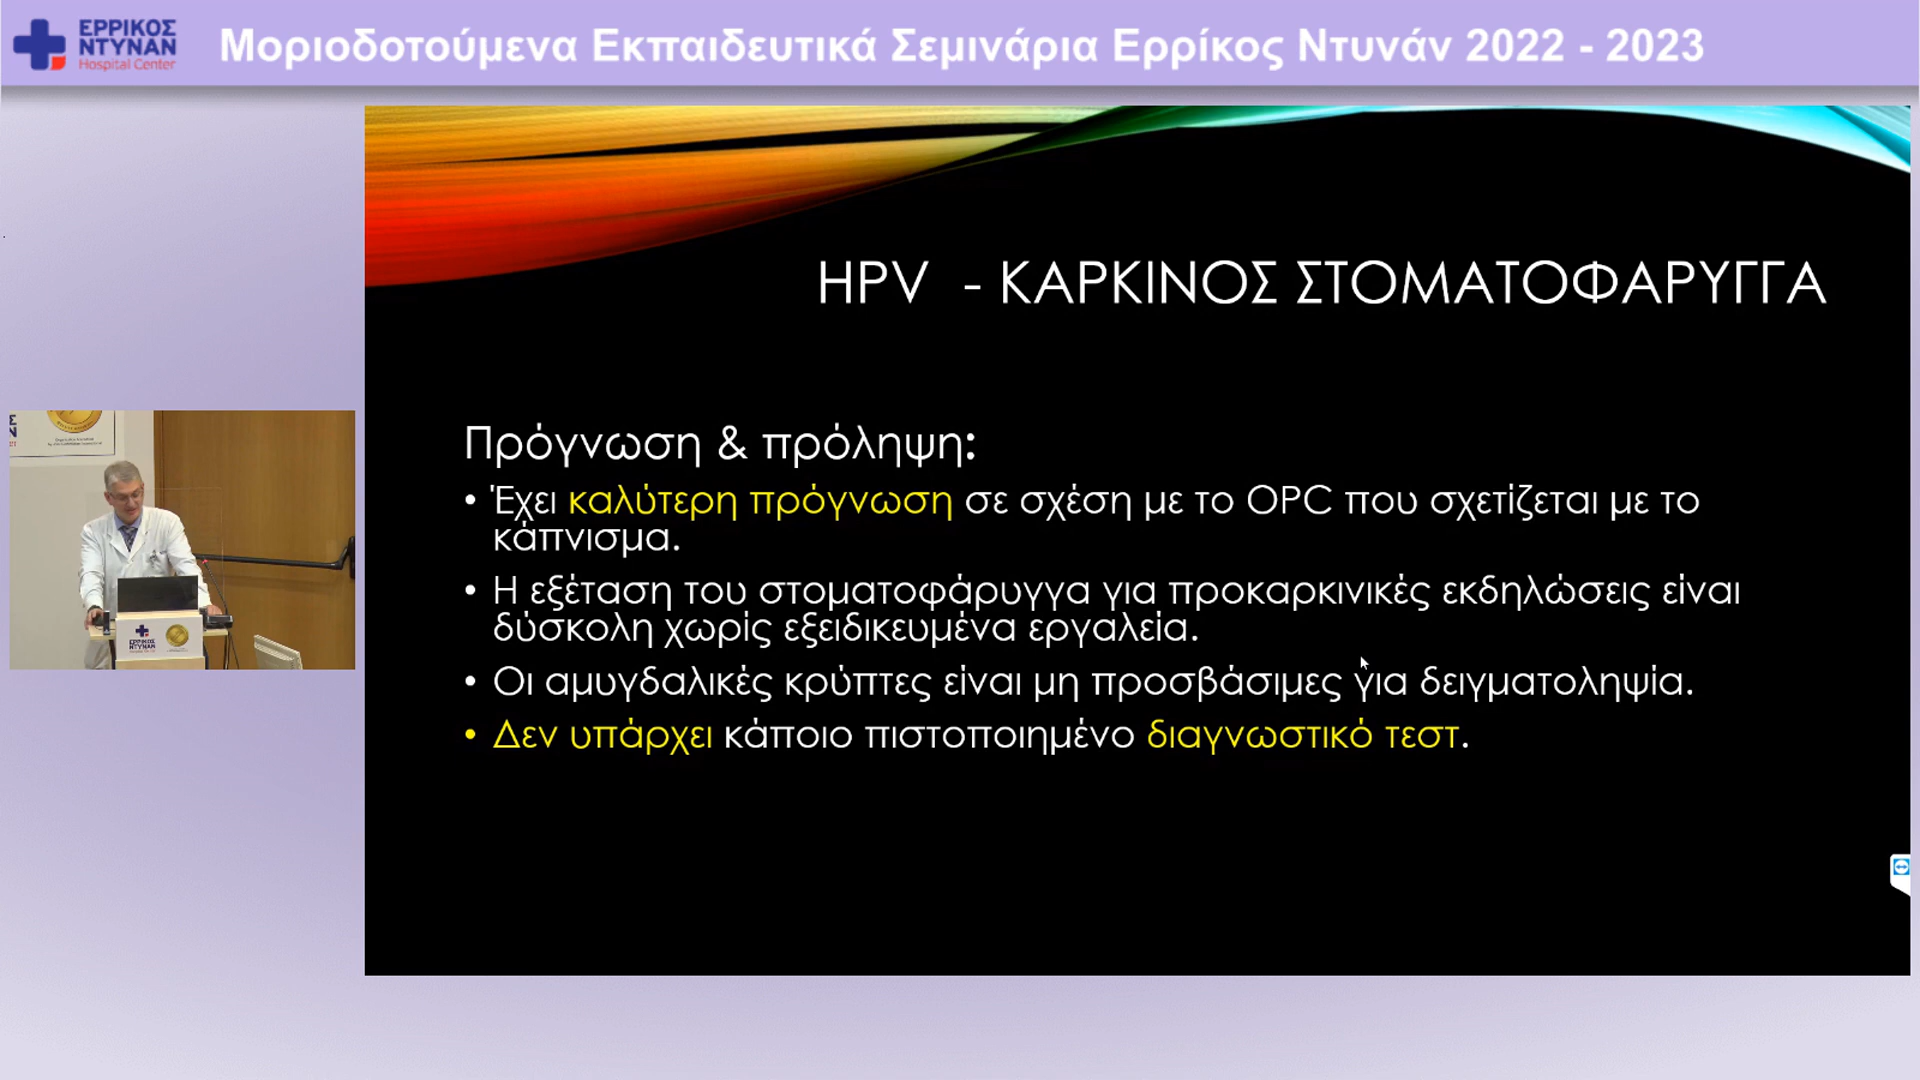 ΕΡΡΙΚΟΣ
ΝΤΥΝΑΝ
Hospital Center
Μοριοδοτούμενα Εκπαιδευτικά Σεμινάρια Ερρίκος Ντυνάν 2022 - 2023
HPV - ΚΑΡΚΙΝΟΣ ΣΤΟΜΑΤΟΦΑΡΥΓΓΑ
Πρόγνωση & πρόληψη:
• Έχει καλύτερη πρόγνωση σε σχέση με το OPC που σχετίζεται με το
κάπνισμα.
• Η εξέταση του στοματοφάρυγγα για προκαρκινικές εκδηλώσεις είναι
δύσκολη χωρίς εξειδικευμένα εργαλεία.
• Οι αμυγδαλικές κρύπτες είναι μη προσβάσιμες για δειγματοληψία.
• Δεν υπάρχει κάποιο πιστοποιημένο διαγνωστικό τεστ.
ΕΡΡΙΚΟΣ
ΝΤΥΝΑΝ